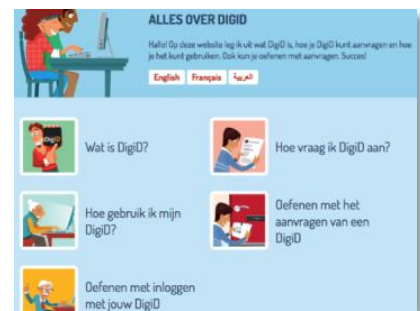 ALLES OVER DIGID
Hallo! Op deze website leg ik uit wat DigiD is, hoe je DigiD kunt aanvragen en hoe
je het kunt gebruiken. Ook kun je oefenen met aanvragen. Succes!
English Français العربية
DigiD
Wat is DigiD?
Hoe vraag ik DigiD aan?
Hoe gebruik ik mijn
DigiD?
Oefenen met het
aanvragen van een
DigiD
Oefenen met inloggen
met jouw DigiD